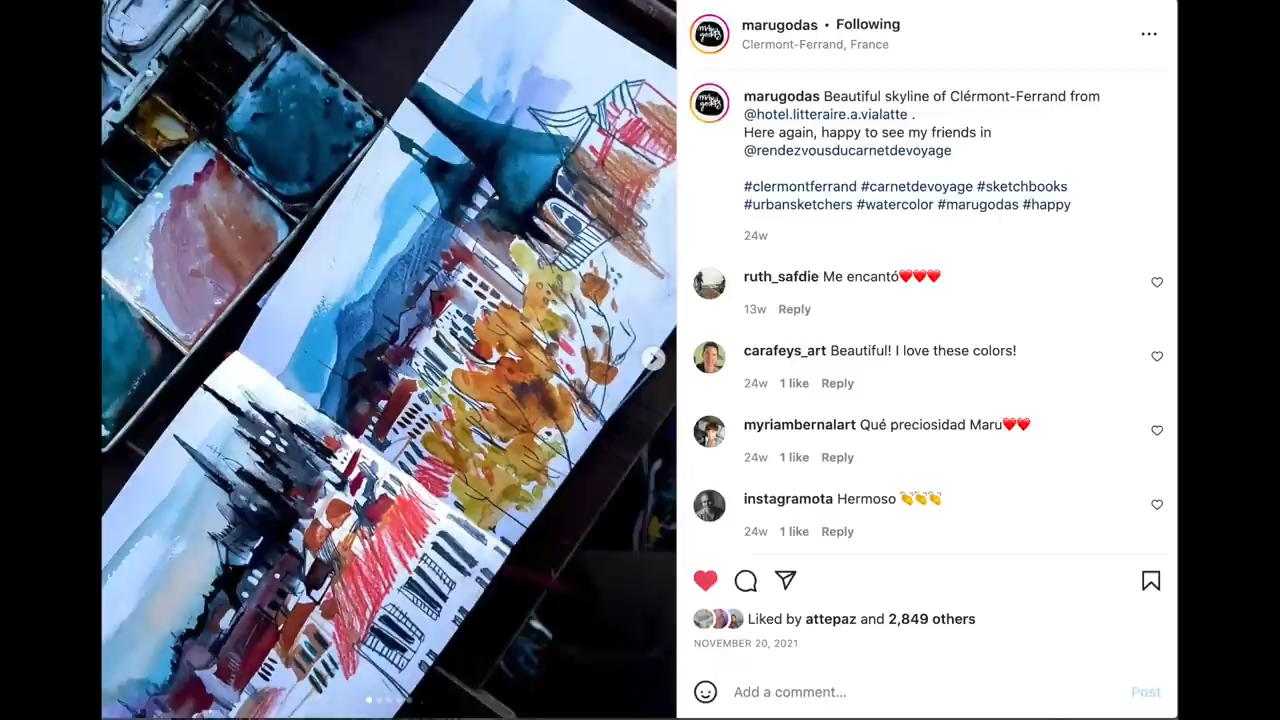 marugodas • Following
Clermont-Ferrand, France
marugodas Beautiful skyline of Clérmont-Ferrand from
@hotel.litteraire.a.vialatte .
Here again, happy to see my friends in
@rendezvousducarnetdevoyage
#clermontferrand #carnetdevoyage #sketchbooks
#urbansketchers #watercolor #marugodas #happy
24w
ruth_safdie Me encantó❤️❤️❤️
13w Reply
carafeys_art Beautiful! I love these colors!
24w 1 like Reply
myriambernalart Qué preciosidad Maru❤️❤️
24w 1 like Reply
instagramota Hermoso 👏👏👏
24w 1 like Reply
Liked by attepaz and 2,849 others
NOVEMBER 20, 2021
Add a comment...
Post